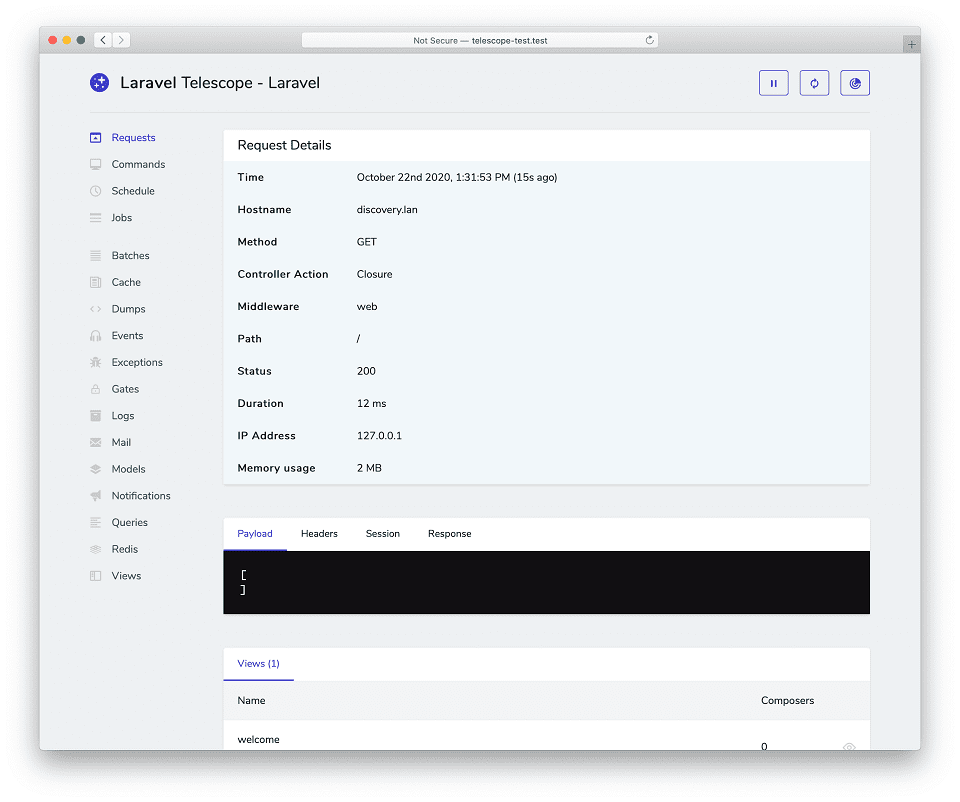 Not Secure — telescope-test.test
Laravel Telescope - Laravel
Requests
Commands
Schedule
Jobs
Batches
Cache
Dumps
Events
Exceptions
Gates
Logs
Mail
Models
Notifications
Queries
Redis
Views
Request Details
Time October 22nd 2020, 1:31:53 PM (15s ago)
Hostname discovery.lan
Method GET
Controller Action Closure
Middleware web
Path /
Status 200
Duration 12 ms
IP Address 127.0.0.1
Memory usage 2 MB
Payload Headers Session Response
[
]
Views (1)
Name Composers
welcome 0